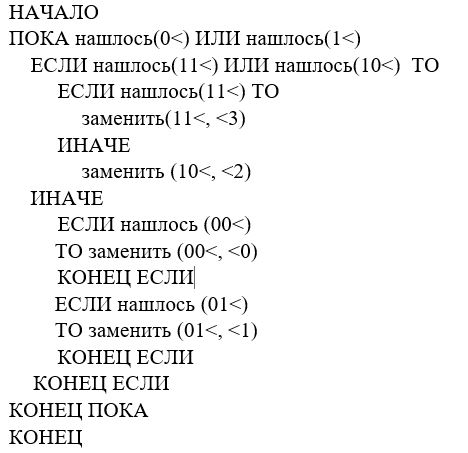 НАЧАЛО
ПОКА нашлось(0<) ИЛИ нашлось(1<)
ЕСЛИ нашлось(11<) ИЛИ нашлось(10<) ТО
ЕСЛИ нашлось(11<) ТО
заменить(11<, <3)
ИНАЧЕ
заменить (10<, <2)
ИНАЧЕ
ЕСЛИ нашлось (00<)
ТО заменить (00<, <0)
КОНЕЦ ЕСЛИ
ЕСЛИ нашлось (01<)
ТО заменить (01<, <1)
КОНЕЦ ЕСЛИ
КОНЕЦ ЕСЛИ
КОНЕЦ ПОКА
КОНЕЦ